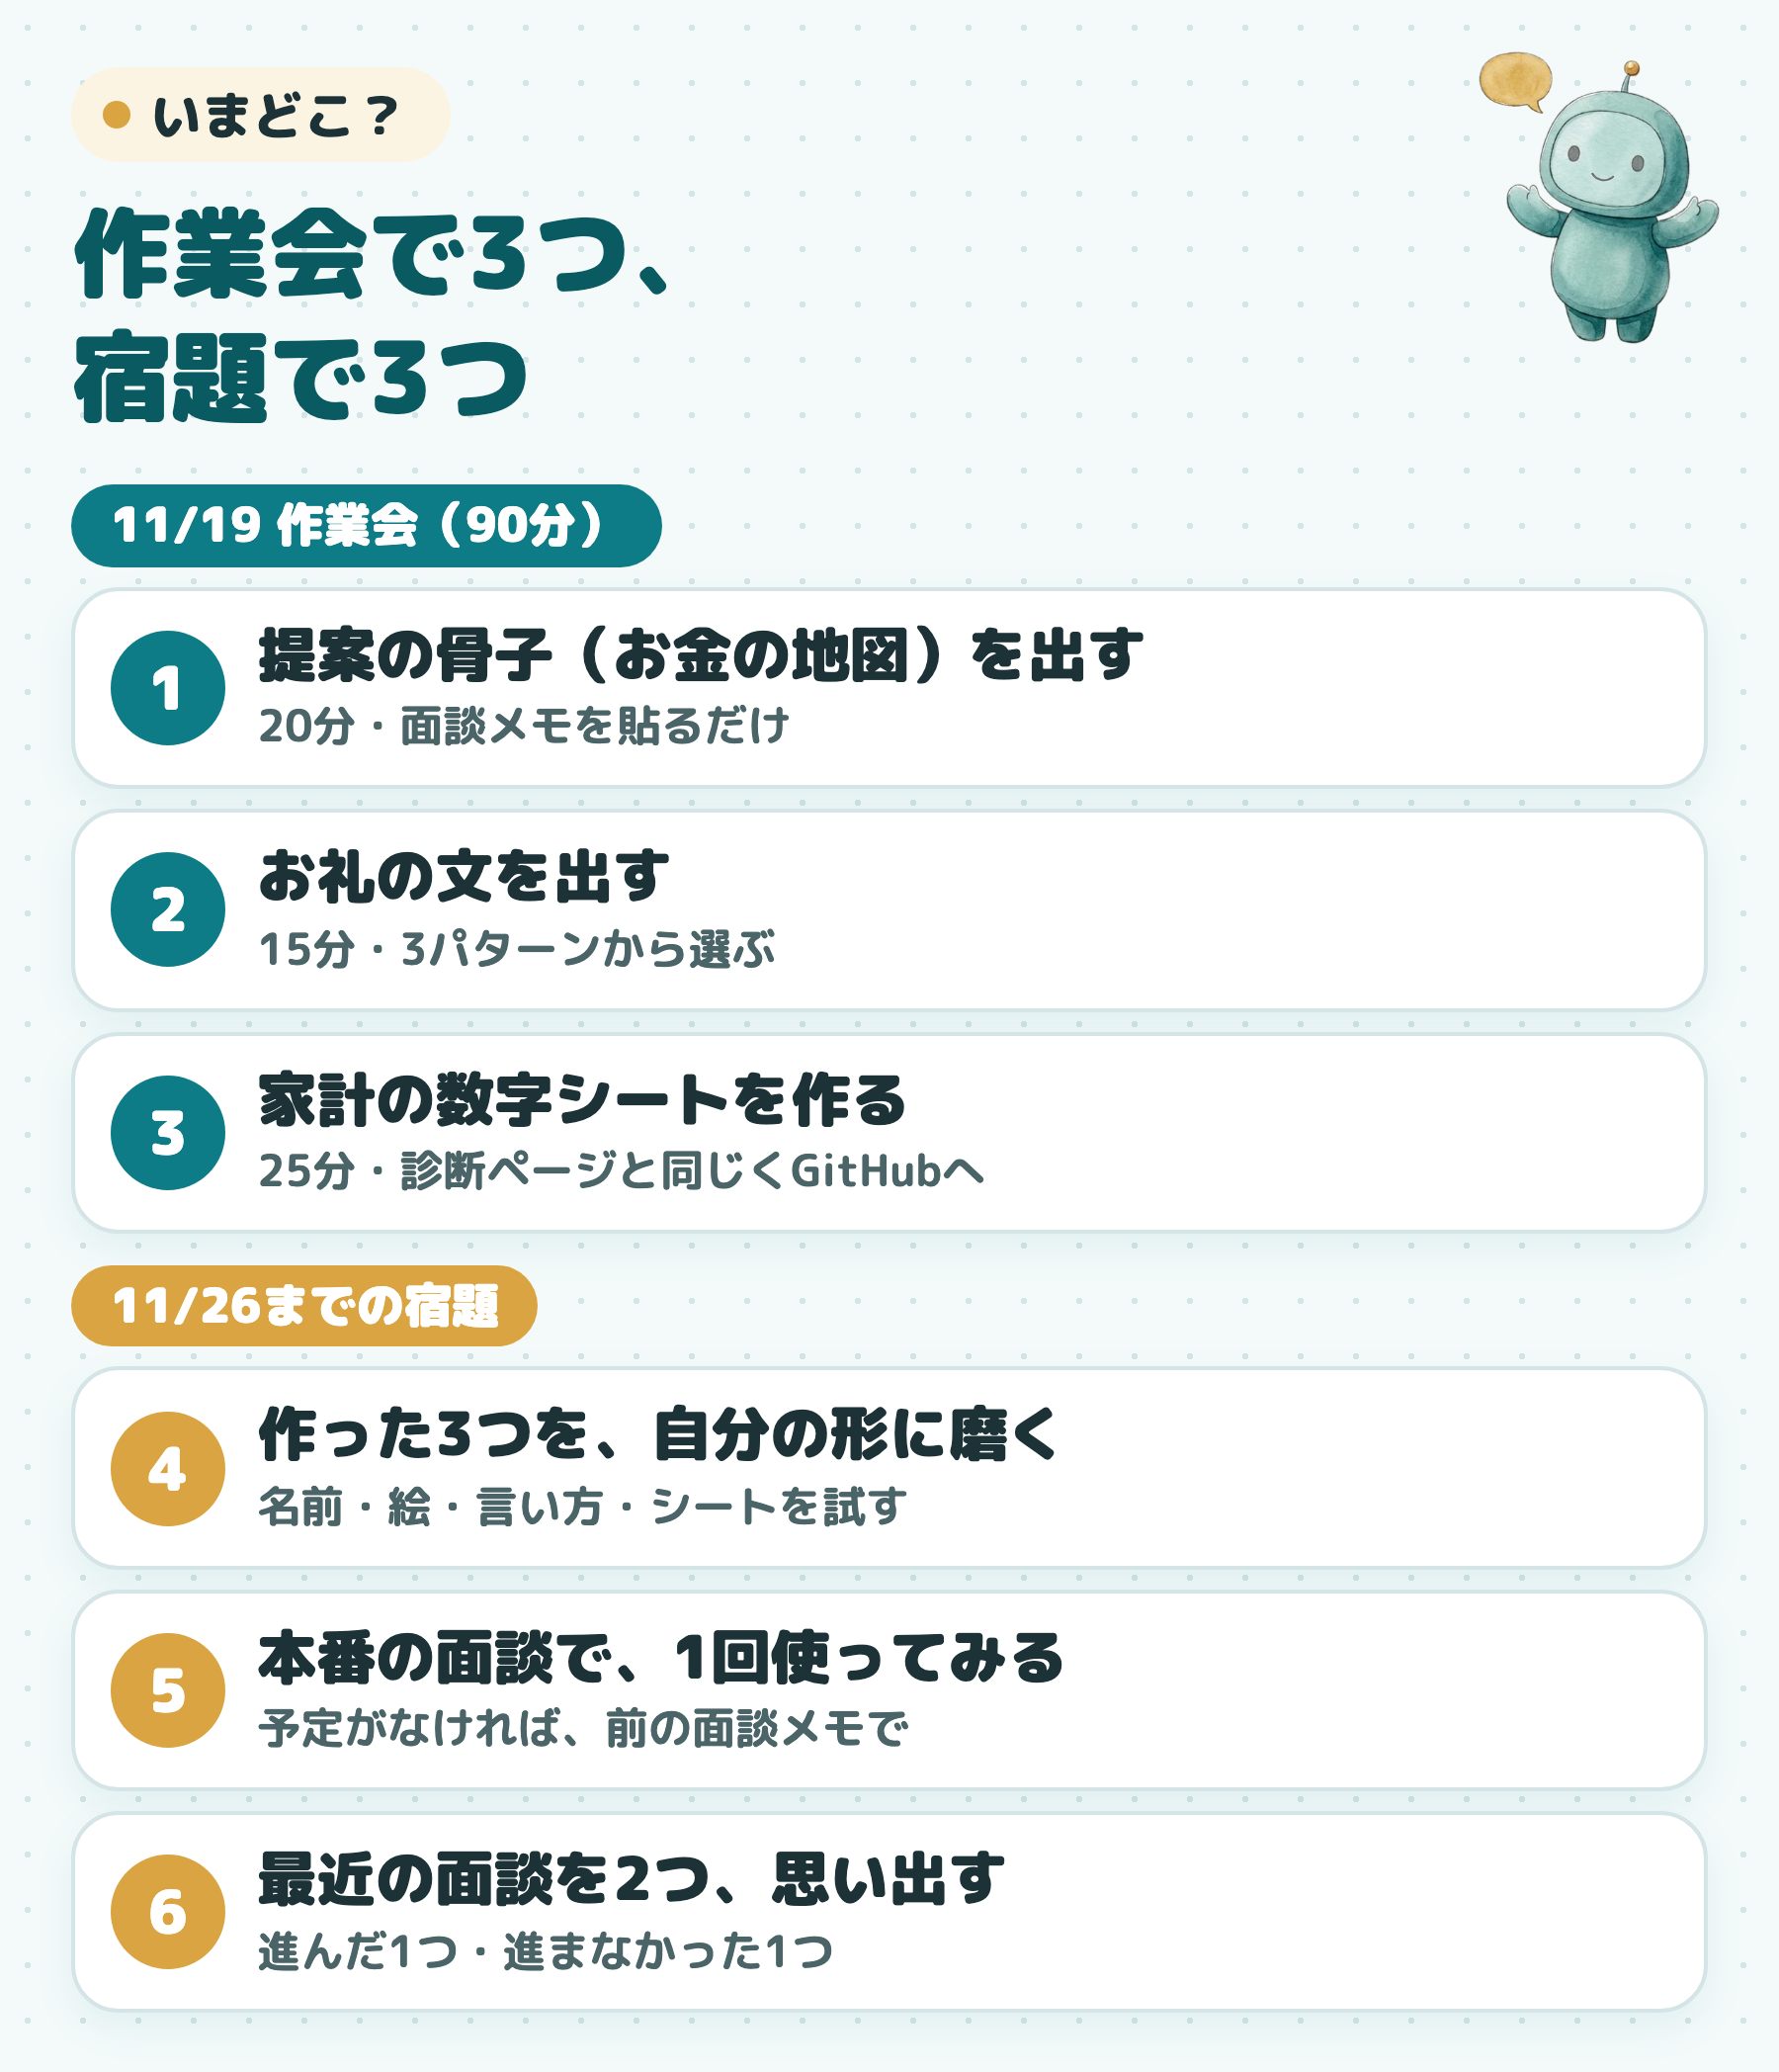 いまどこ？
作業会で3つ、
宿題で3つ
11/19 作業会（90分）
1
提案の骨子（お金の地図）を出す
20分・面談メモを貼るだけ
2
お礼の文を出す
15分・3パターンから選ぶ
3
家計の数字シートを作る
25分・診断ページと同じくGitHubへ
11/26までの宿題
4
作った3つを、自分の形に磨く
名前・絵・言い方・シートを試す
5
本番の面談で、1回使ってみる
予定がなければ、前の面談メモで
6
最近の面談を2つ、思い出す
進んだ1つ・進まなかった1つ